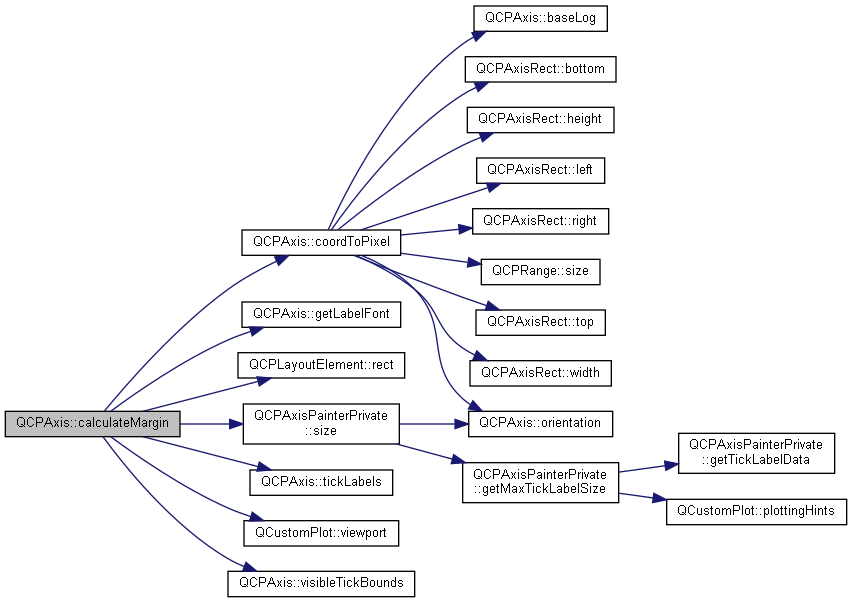 QCPAxis::baseLog
QCPAxisRect::bottom
QCPAxisRect::height
QCPAxisRect::left
QCPAxisRect::right
QCPAxis::coordToPixel
QCPRange::size
QCPAxis::getLabelFont
QCPAxisRect::top
QCPLayoutElement::rect
QCPAxisRect::width
QCPAxis::calculateMargin
QCPAxisPainterPrivate
::size
QCPAxis::orientation
QCPAxisPainterPrivate
::getTickLabelData
QCPAxis::tickLabels
QCPAxisPainterPrivate
::getMaxTickLabelSize
QCustomPlot::plottingHints
QCustomPlot::viewport
QCPAxis::visibleTickBounds